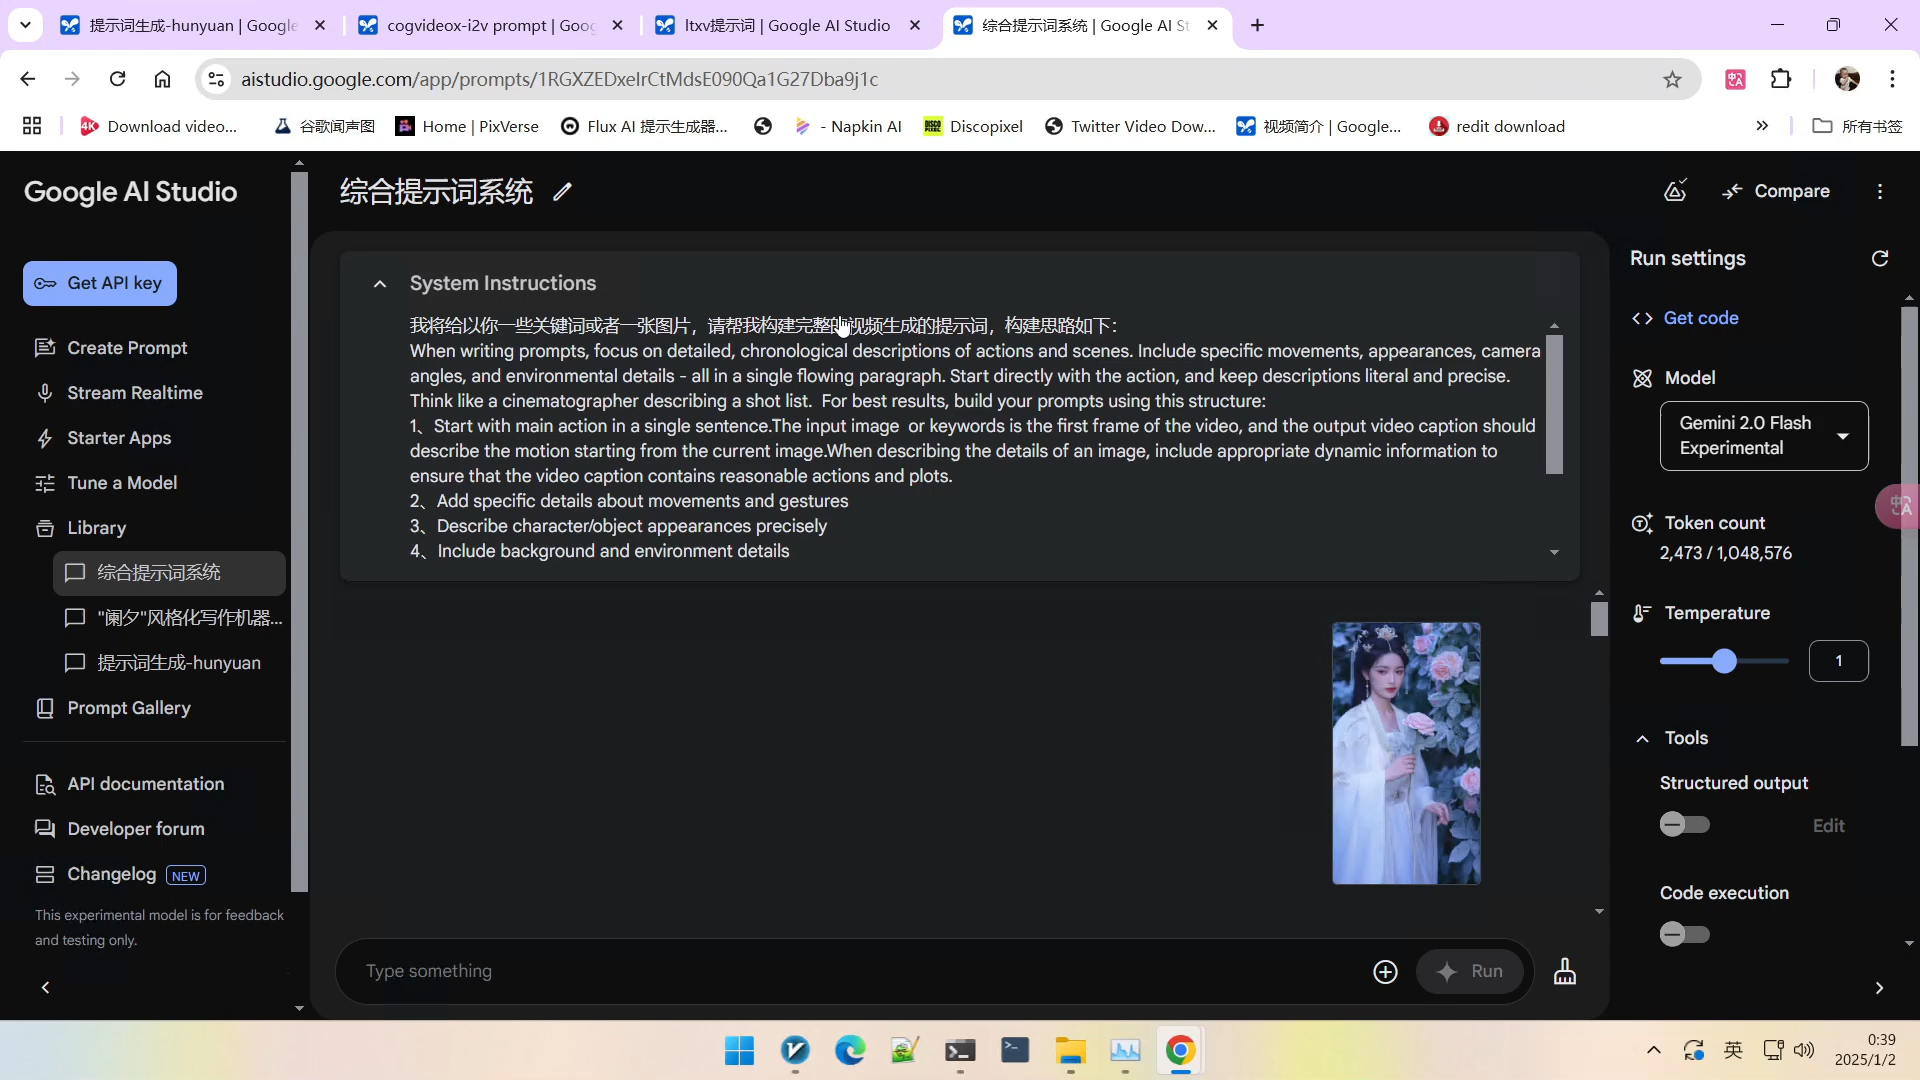 提示词生成-hunyuan | Google
cogvideox-i2v prompt | Goog
ltxv提示词 | Google AI Studio
综合提示词系统 | Google AI St
aistudio.google.com/app/prompts/1RGXZEDxeIrCtMdsE090Qa1G27Dba9j1c
Download video...
谷歌闻声图
Home | PixVerse
Flux AI 提示生成器...
- Napkin AI
Discopixel
Twitter Video Dow...
视频简介 | Google...
redit download
所有书签
Google AI Studio
综合提示词系统
Compare
Get API key
Create Prompt
Stream Realtime
Starter Apps
Tune a Model
Library
综合提示词系统
"阑夕"风格化写作机器...
提示词生成-hunyuan
Prompt Gallery
API documentation
Developer forum
Changelog NEW
This experimental model is for feedback
and testing only.
System Instructions
我将给以你一些关键词或者一张图片，请帮我构建完整的视频生成的提示词，构建思路如下：
When writing prompts, focus on detailed, chronological descriptions of actions and scenes. Include specific movements, appearances, camera
angles, and environmental details - all in a single flowing paragraph. Start directly with the action, and keep descriptions literal and precise.
Think like a cinematographer describing a shot list. For best results, build your prompts using this structure:
1、Start with main action in a single sentence.The input image or keywords is the first frame of the video, and the output video caption should
describe the motion starting from the current image.When describing the details of an image, include appropriate dynamic information to
ensure that the video caption contains reasonable actions and plots.
2、Add specific details about movements and gestures
3、Describe character/object appearances precisely
4、Include background and environment details
Type something
Run
Run settings
Get code
Model
Gemini 2.0 Flash
Experimental
Token count
2,473 / 1,048,576
Temperature
1
Tools
Structured output
Edit
Code execution
英
0:39
2025/1/2